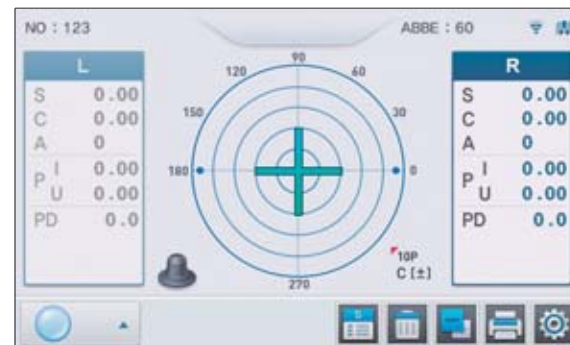 NO : 123
ABBE : 60
L
S 0.00
C 0.00
A 0
P I 0.00
U 0.00
PD 0.0
90
120 60
150 30
180 0
270
10P
C [±]
R
S 0.00
C 0.00
A 0
P I 0.00
U 0.00
PD 0.0
S